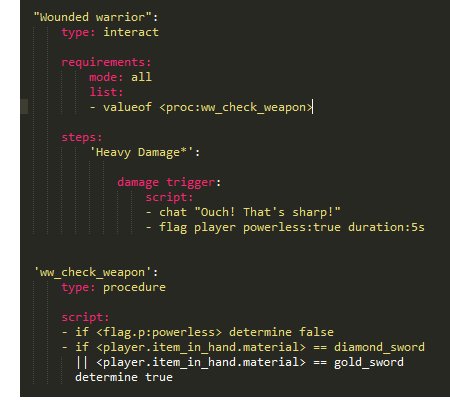 "Wounded warrior":
type: interact
requirements:
mode: all
list:
- valueof <proc:ww_check_weapon>
steps:
'Heavy Damage*':
damage trigger:
script:
- chat "Ouch! That's sharp!"
- flag player powerless:true duration:5s
'ww_check_weapon':
type: procedure
script:
- if <flag.p:powerless> determine false
- if <player.item_in_hand.material> == diamond_sword
|| <player.item_in_hand.material> == gold_sword
determine true